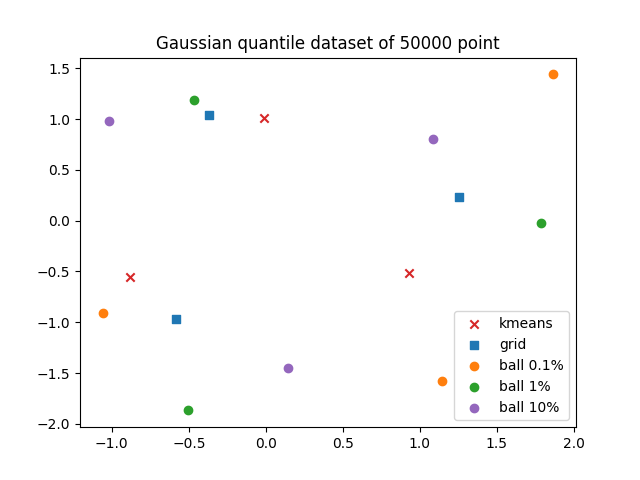 Gaussian quantile dataset of 50000 point
1.5
1.0
0.5
0.0
−0.5
−1.0
−1.5
−2.0
kmeans
grid
ball 0.1%
ball 1%
ball 10%
−1.0 −0.5 0.0 0.5 1.0 1.5 2.0